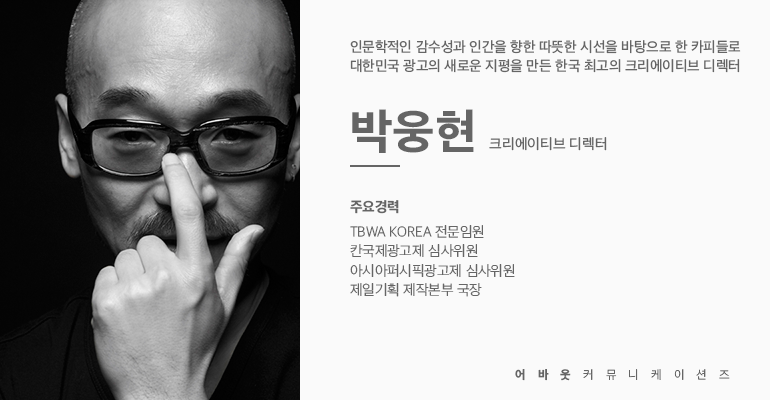 인문학적인 감수성과 인간을 향한 따뜻한 시선을 바탕으로 한 카피들로
대한민국 광고의 새로운 지평을 만든 한국 최고의 크리에이티브 디렉터
박웅현 크리에이티브 디렉터
주요경력
TBWA KOREA 전문임원
칸국제광고제 심사위원
아시아퍼시픽광고제 심사위원
제일기획 제작본부 국장
어바웃커뮤니케이션즈